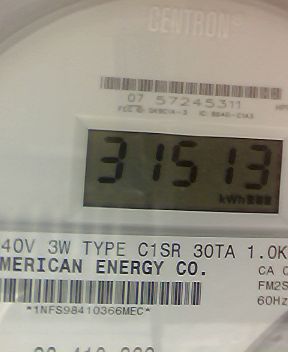 CENTRON®
07 57245311
31513
kWh
40V 3W TYPE C1SR 30TA 1.0K
MERICAN ENERGY CO.
CA
FM2S
60Hz
*1NFS98410366MEC*